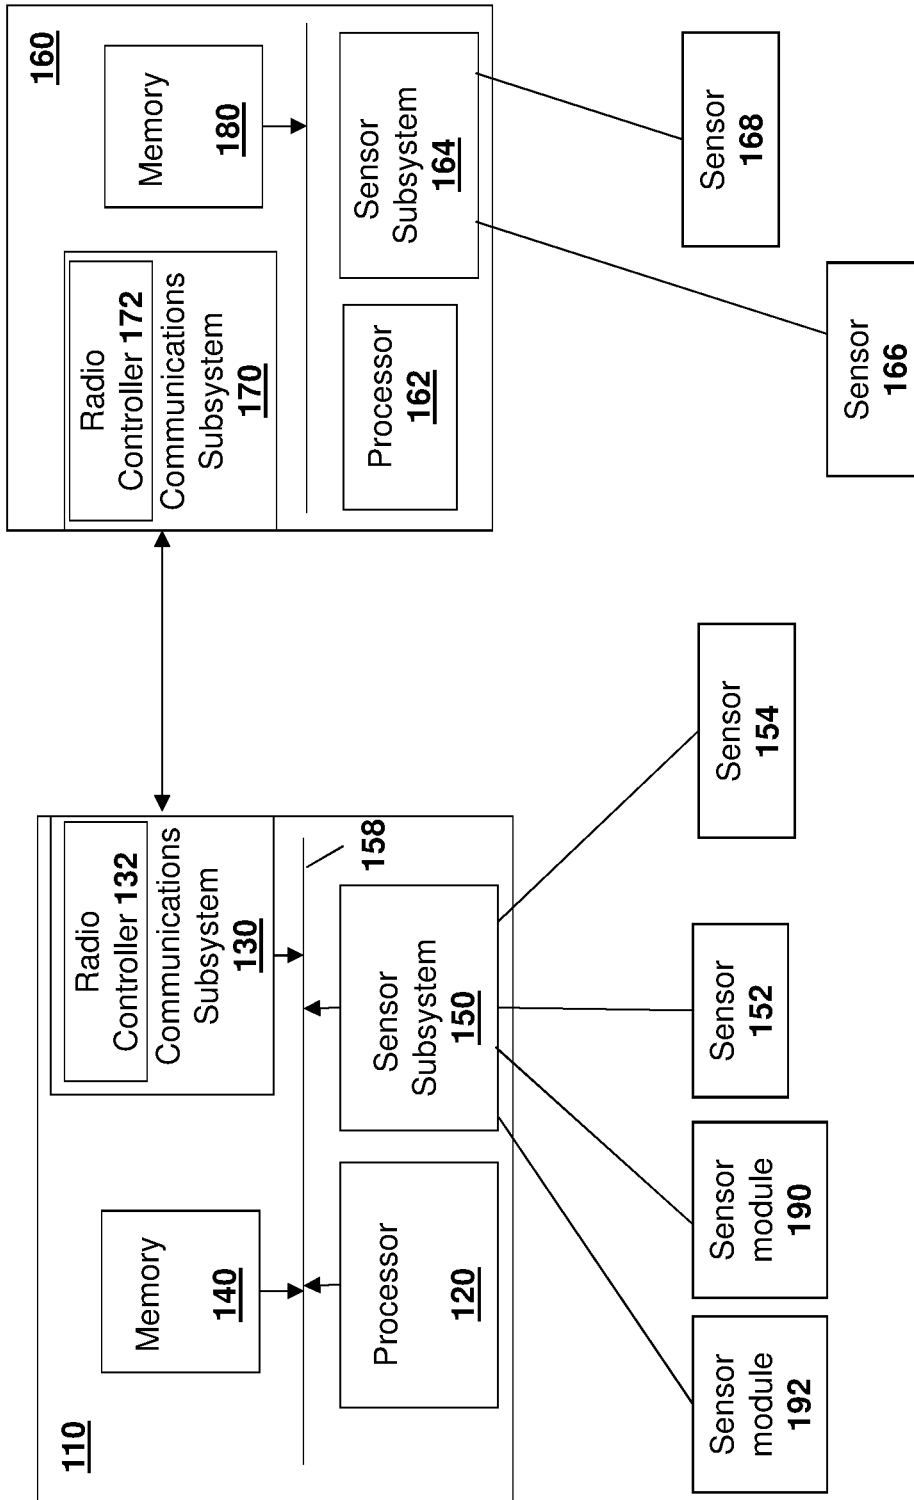 110
Memory
140
Processor
120
Radio
Controller 132
Communications
Subsystem
130
158
Sensor
Subsystem
150
Sensor
module
192
Sensor
module
190
Sensor
152
Sensor
154
160
Radio
Controller 172
Communications
Subsystem
170
Memory
180
Processor
162
Sensor
Subsystem
164
Sensor
166
Sensor
168